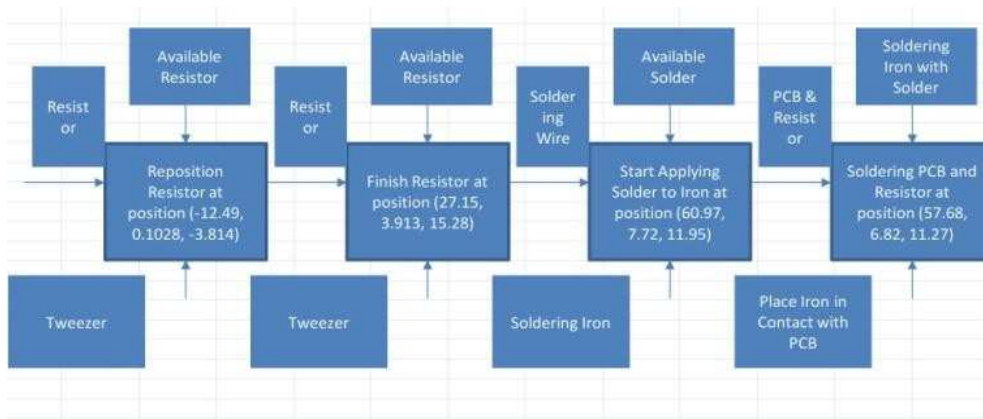 Available
Resistor
Available
Resistor
Available
Solder
Soldering
Iron with
Solder
Resist
or
Resist
or
Solder
ing
Wire
PCB &
Resist
or
Reposition
Resistor at
position (-12.49,
0.1028, -3.814)
Finish Resistor at
position (27.15,
3.913, 15.28)
Start Applying
Solder to Iron at
position (60.97,
7.72, 11.95)
Soldering PCB and
Resistor at
position (57.68,
6.82, 11.27)
Tweezer
Tweezer
Soldering Iron
Place Iron in
Contact with
PCB